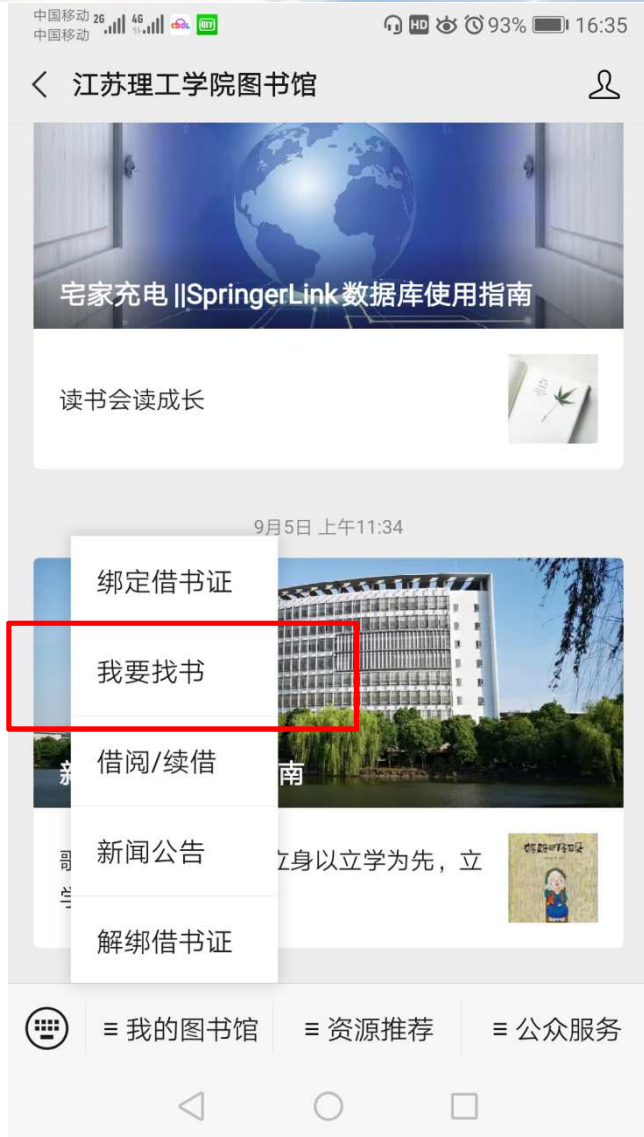 中国移动 2G 4G
中国移动
HD 93% 16:35
江苏理工学院图书馆
宅家充电||SpringerLink数据库使用指南
读书会读成长
9月5日 上午11:34
绑定借书证
我要找书
借阅/续借
南
新闻公告
立身以立学为先，立
解绑借书证
≡ 我的图书馆
≡ 资源推荐
≡ 公众服务